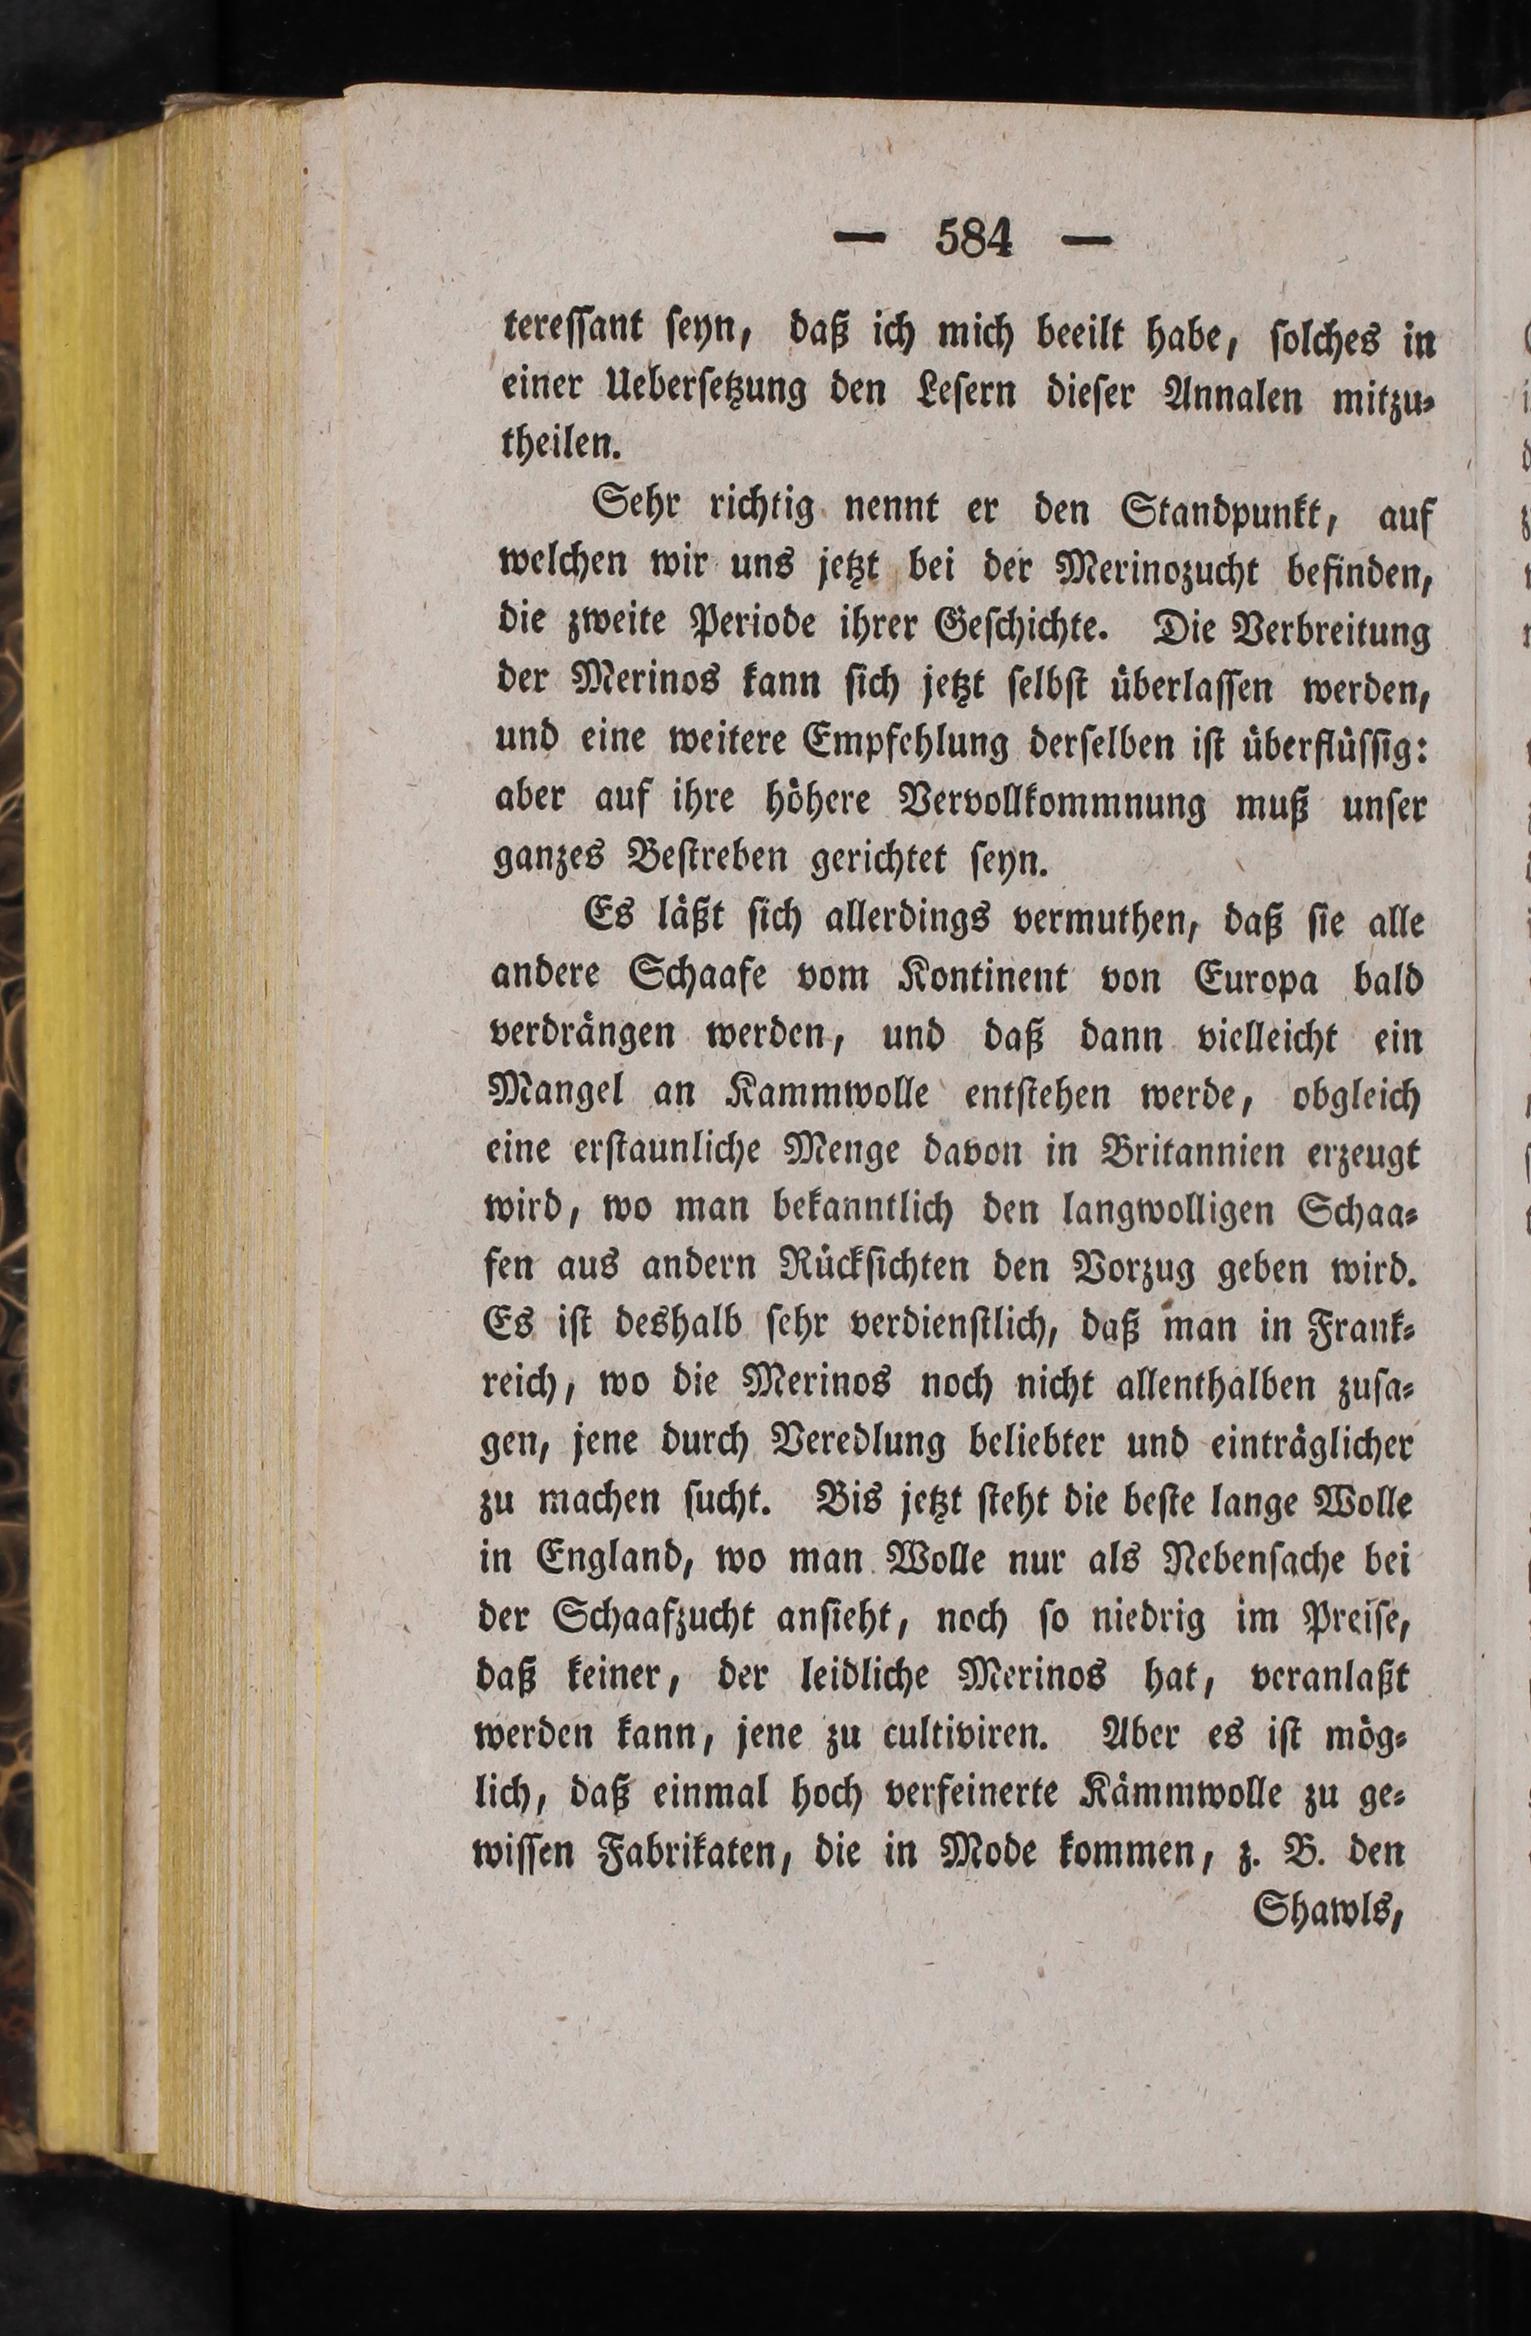 — 584 —
teressant seyn, daß ich mich beeilt habe, solches in
einer Uebersetzung den Lesern dieser Annalen mitzu-
theilen.
Sehr richtig nennt er den Standpunkt, auf
welchen wir uns jetzt bei der Merinozucht befinden,
die zweite Periode ihrer Geschichte. Die Verbreitung
der Merinos kann sich jetzt selbst überlassen werden,
und eine weitere Empfehlung derselben ist überflüssig:
aber auf ihre höhere Vervollkommnung muß unser
ganzes Bestreben gerichtet seyn.
Es läßt sich allerdings vermuthen, daß sie alle
andere Schaafe vom Kontinent von Europa bald
verdrängen werden, und daß dann vielleicht ein
Mangel an Kammwolle entstehen werde, obgleich
eine erstaunliche Menge davon in Britannien erzeugt
wird, wo man bekanntlich den langwolligen Schaa-
fen aus andern Rücksichten den Vorzug geben wird.
Es ist deshalb sehr verdienstlich, daß man in Frank-
reich, wo die Merinos noch nicht allenthalben zusa-
gen, jene durch Veredlung beliebter und einträglicher
zu machen sucht. Bis jetzt steht die beste lange Wolle
in England, wo man Wolle nur als Nebensache bei
der Schaafzucht ansieht, noch so niedrig im Preise,
daß keiner, der leidliche Merinos hat, veranlaßt
werden kann, jene zu cultiviren. Aber es ist mög-
lich, daß einmal hoch verfeinerte Kämmwolle zu ge-
wissen Fabrikaten, die in Mode kommen, z. B. den
Shawls,